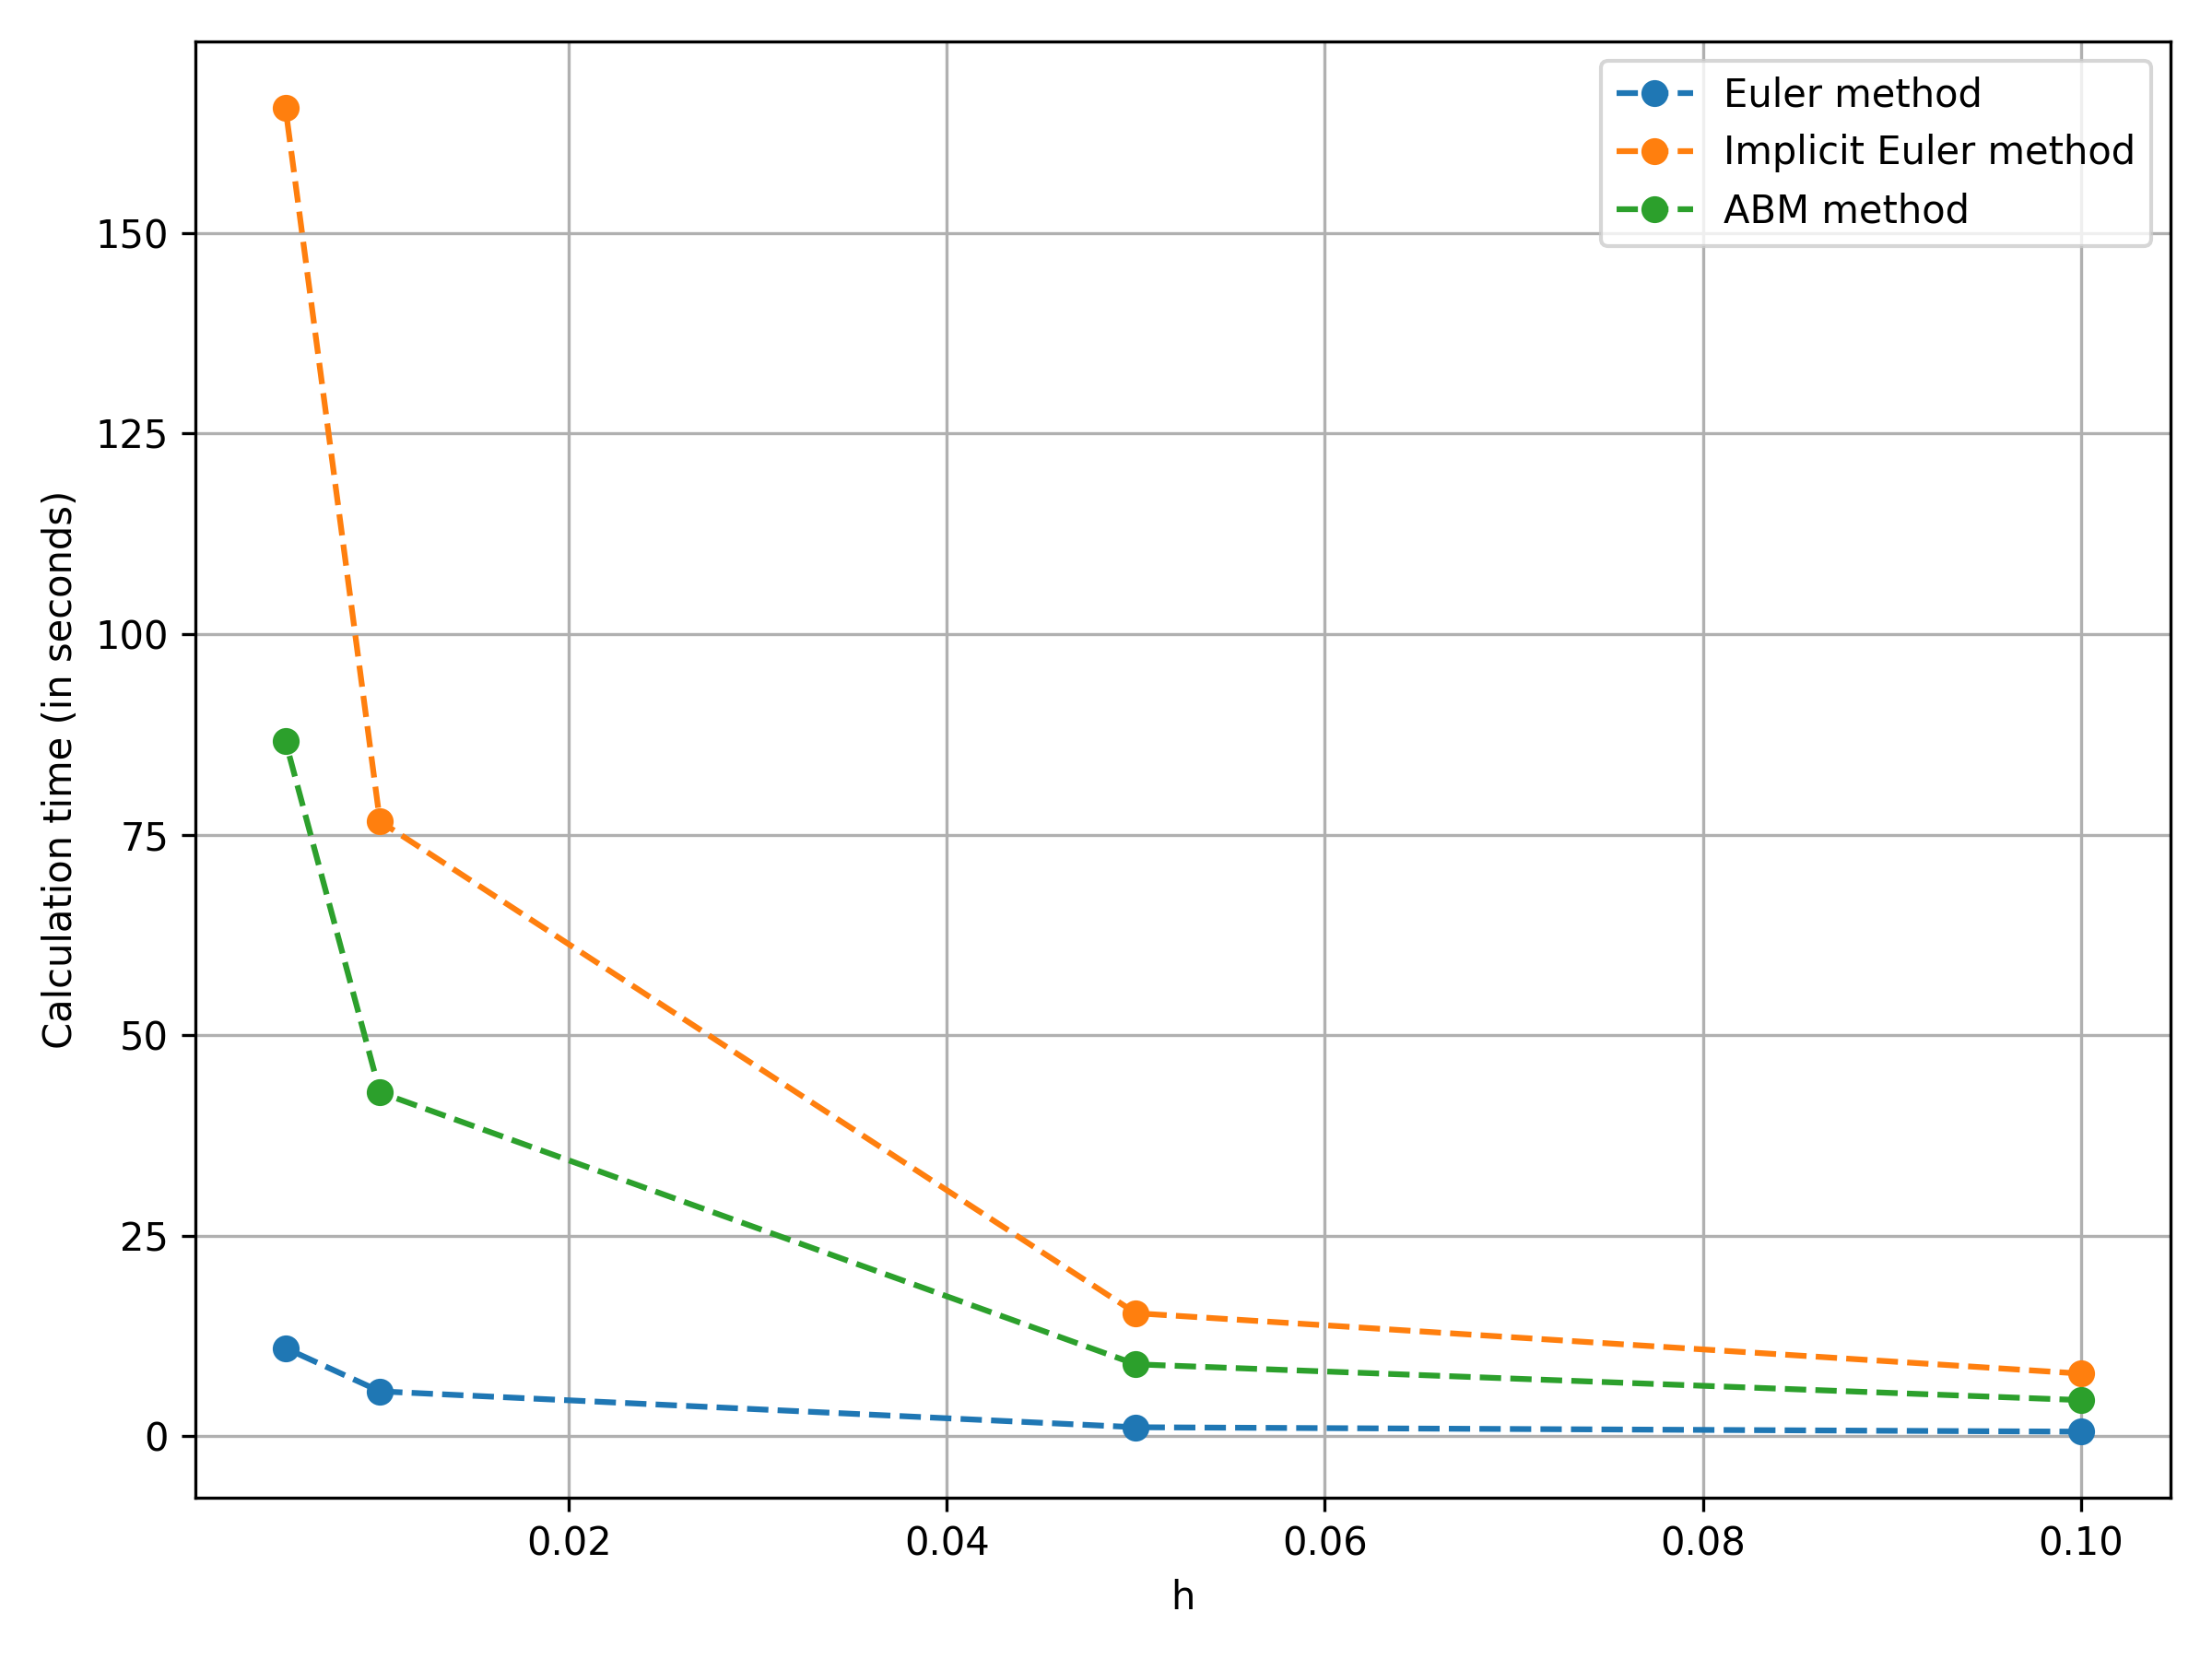 Euler method
Implicit Euler method
ABM method
150
125
100
75
50
25
0
Calculation time (in seconds)
0.02 0.04 0.06 0.08 0.10
h